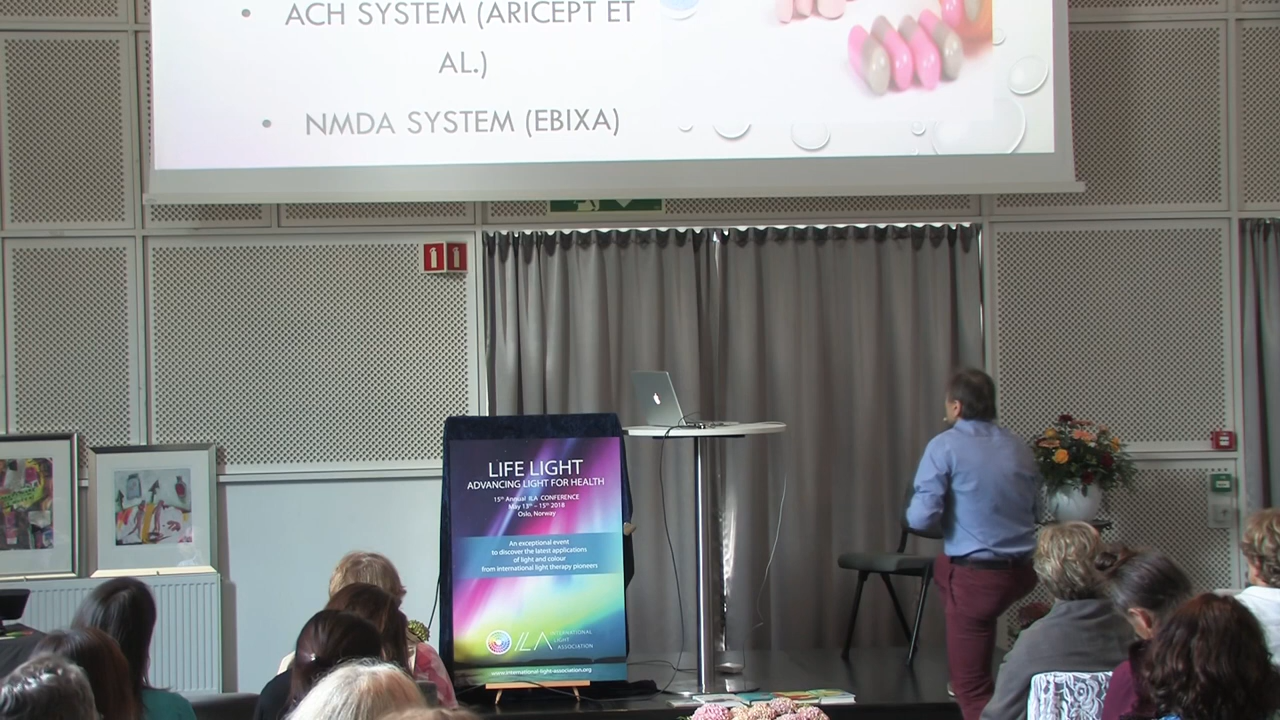 • ACH SYSTEM (ARICEPT ET
AL.)
• NMDA SYSTEM (EBIXA)
LIFE LIGHT
ADVANCING LIGHT FOR HEALTH
15th Annual ILA CONFERENCE
May 13th – 15th 2018
Oslo, Norway
An exceptional event
to discover the latest applications
of light and colour
from international light therapy pioneers
ILA
INTERNATIONAL
LIGHT
ASSOCIATION
www.international-light-association.org